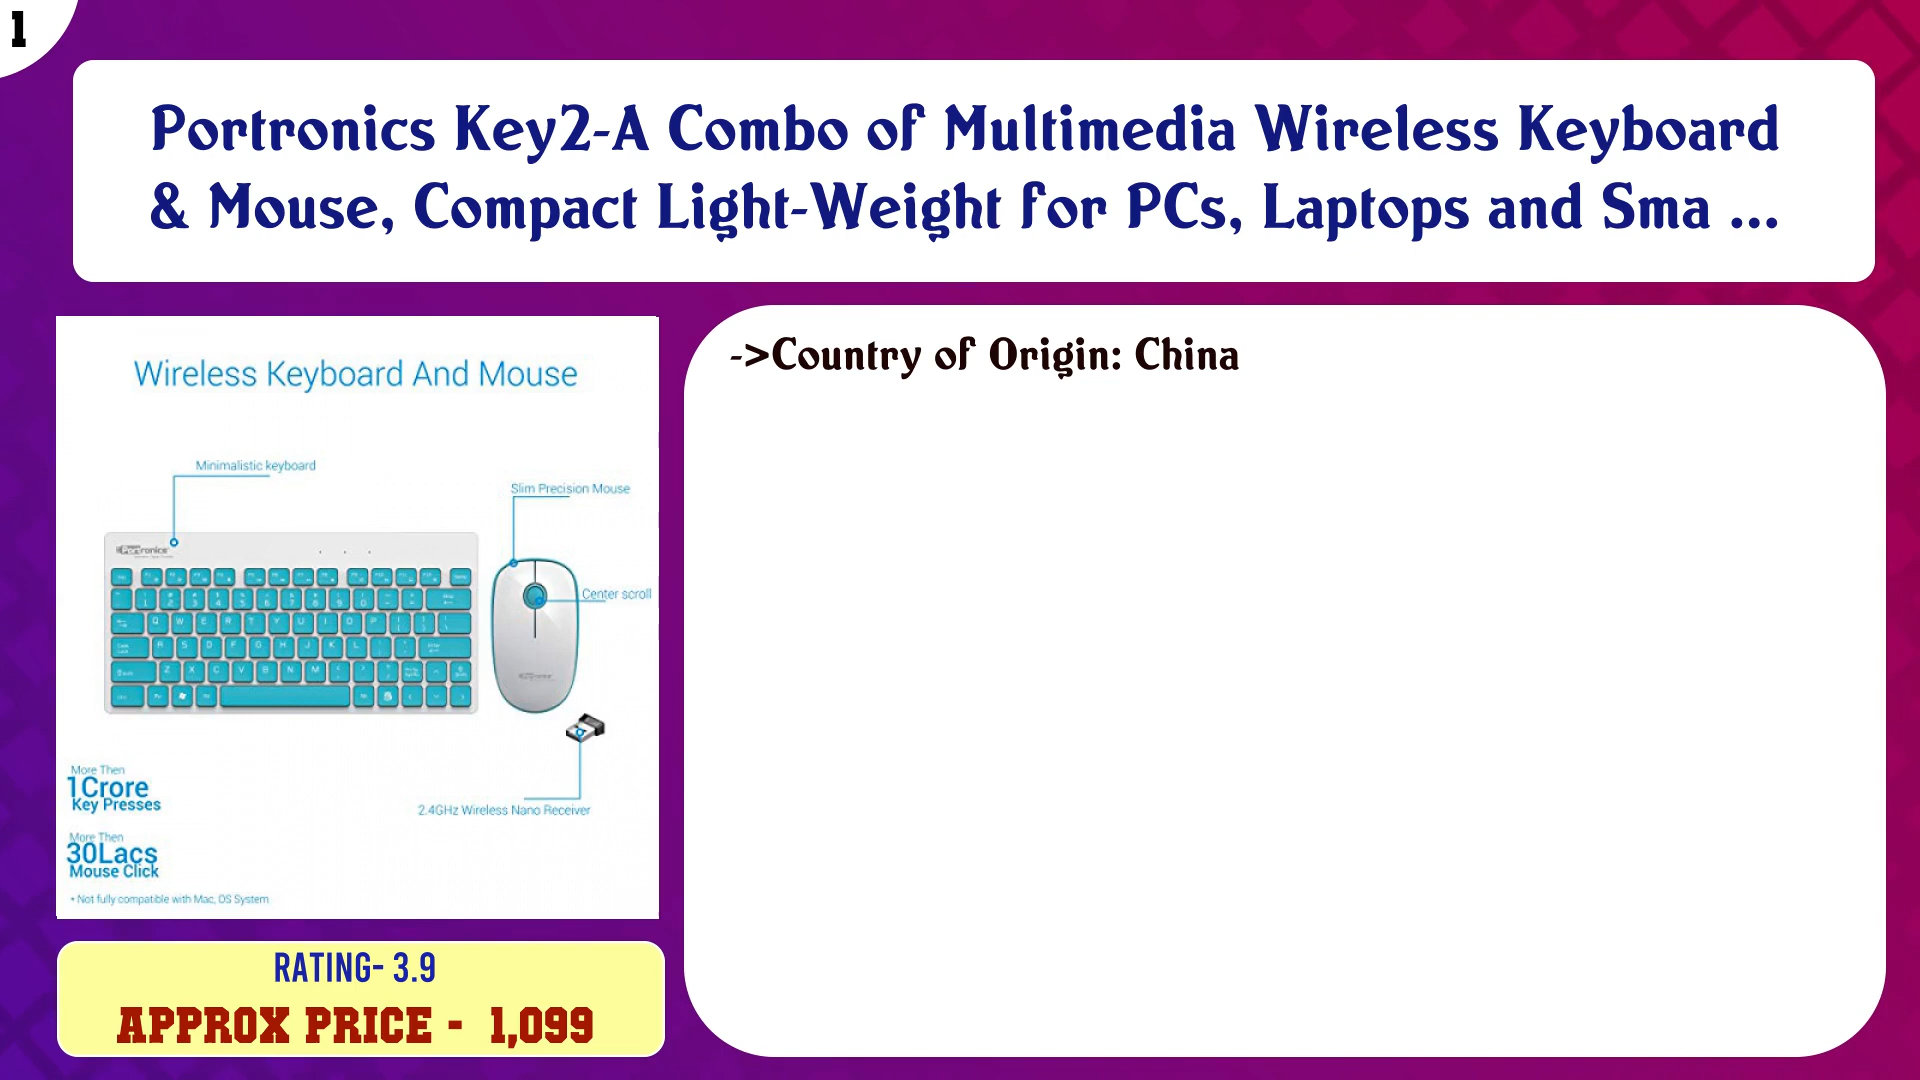 1
Portronics Key2-A Combo of Multimedia Wireless Keyboard
& Mouse, Compact Light-Weight for PCs, Laptops and Sma ...
Wireless Keyboard And Mouse
Minimalistic keyboard
Slim Precision Mouse
Portronics
Center scroll
Q W E R T Y U I O P
A S D F G H J K L
Z X C V B N M
2.4GHz Wireless Nano Receiver
More Then
1Crore
Key Presses
More Then
30Lacs
Mouse Click
* Not fully compatible with Mac, OS System
->Country of Origin: China
RATING- 3.9
APPROX PRICE - 1,099